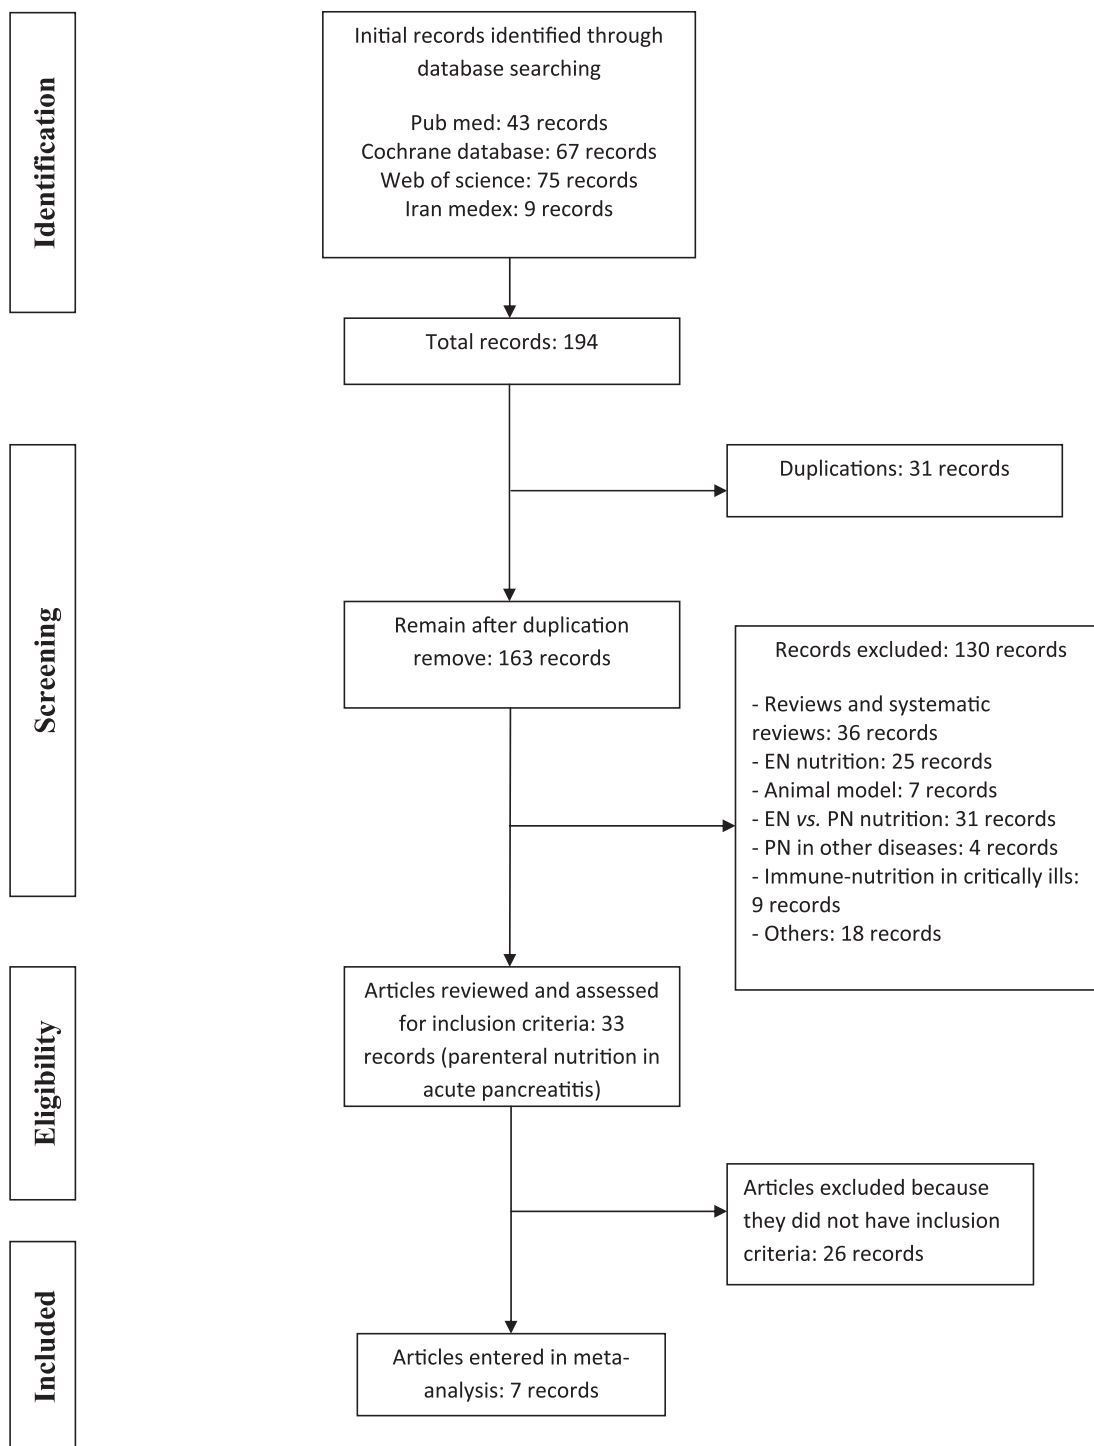 Identification
Initial records identified through
database searching
Pub med: 43 records
Cochrane database: 67 records
Web of science: 75 records
Iran medex: 9 records
Total records: 194
Screening
Duplications: 31 records
Remain after duplication
remove: 163 records
Records excluded: 130 records
- Reviews and systematic
reviews: 36 records
- EN nutrition: 25 records
- Animal model: 7 records
- EN vs. PN nutrition: 31 records
- PN in other diseases: 4 records
- Immune-nutrition in critically ills:
9 records
- Others: 18 records
Eligibility
Articles reviewed and assessed
for inclusion criteria: 33
records (parenteral nutrition in
acute pancreatitis)
Articles excluded because
they did not have inclusion
criteria: 26 records
Included
Articles entered in meta-
analysis: 7 records